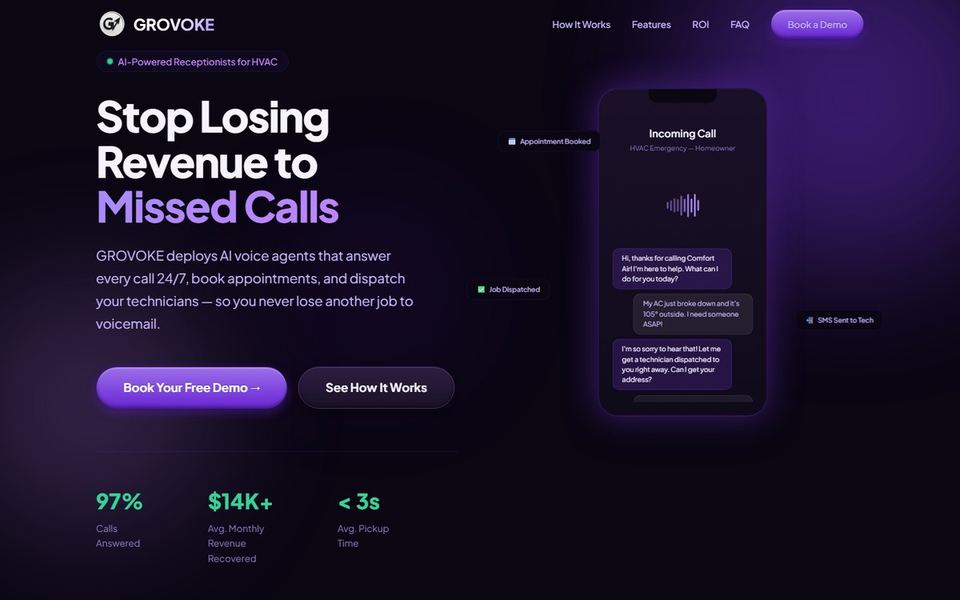 GROVOKE
How It Works
Features
ROI
FAQ
Book a Demo
AI-Powered Receptionists for HVAC
Stop Losing
Revenue to
Missed Calls
GROVOKE deploys AI voice agents that answer
every call 24/7, book appointments, and dispatch
your technicians — so you never lose another job to
voicemail.
Book Your Free Demo →
See How It Works
97%
Calls
Answered
$14K+
Avg. Monthly
Revenue
Recovered
< 3s
Avg. Pickup
Time
Appointment Booked
Job Dispatched
SMS Sent to Tech
Incoming Call
HVAC Emergency — Homeowner
Hi, thanks for calling Comfort
Air! I'm here to help. What can I
do for you today?
My AC just broke down and it's
105° outside. I need someone
ASAP!
I'm so sorry to hear that! Let me
get a technician dispatched to
you right away. Can I get your
address?